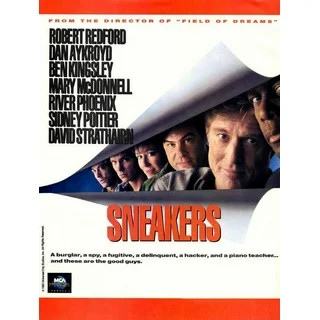 FROM THE DIRECTOR OF "FIELD OF DREAMS"
ROBERT REDFORD
DAN AYKROYD
BEN KINGSLEY
MARY McDONNELL
RIVER PHOENIX
SIDNEY POITIER
DAVID STRATHAIRN
SNEAKERS
A burglar, a spy, a fugitive, a delinquent, a hacker, and a piano teacher...
and these are the good guys.
MCA